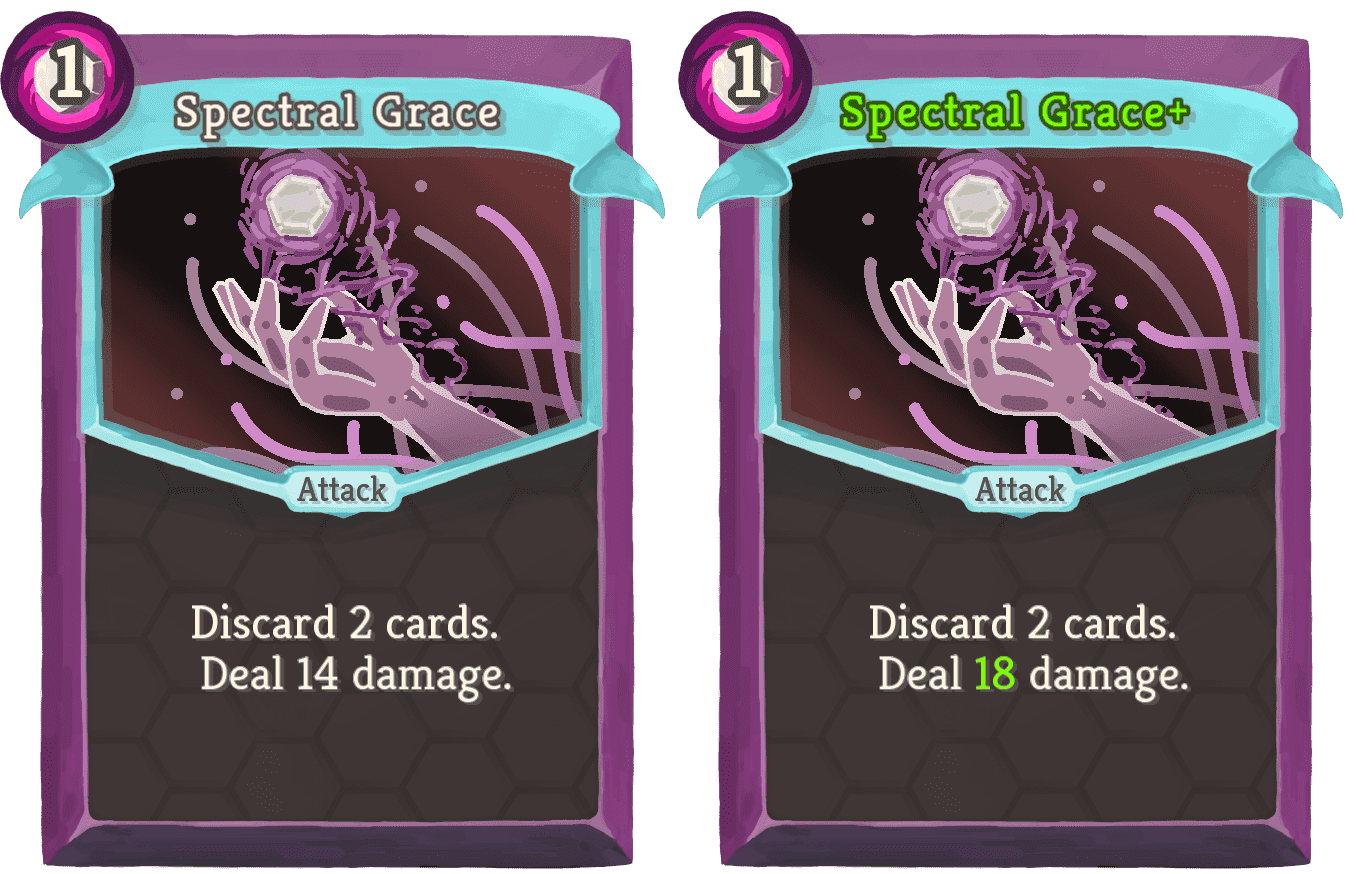 1
Spectral Grace
Attack
Discard 2 cards.
Deal 14 damage.
1
Spectral Grace+
Attack
Discard 2 cards.
Deal 18 damage.